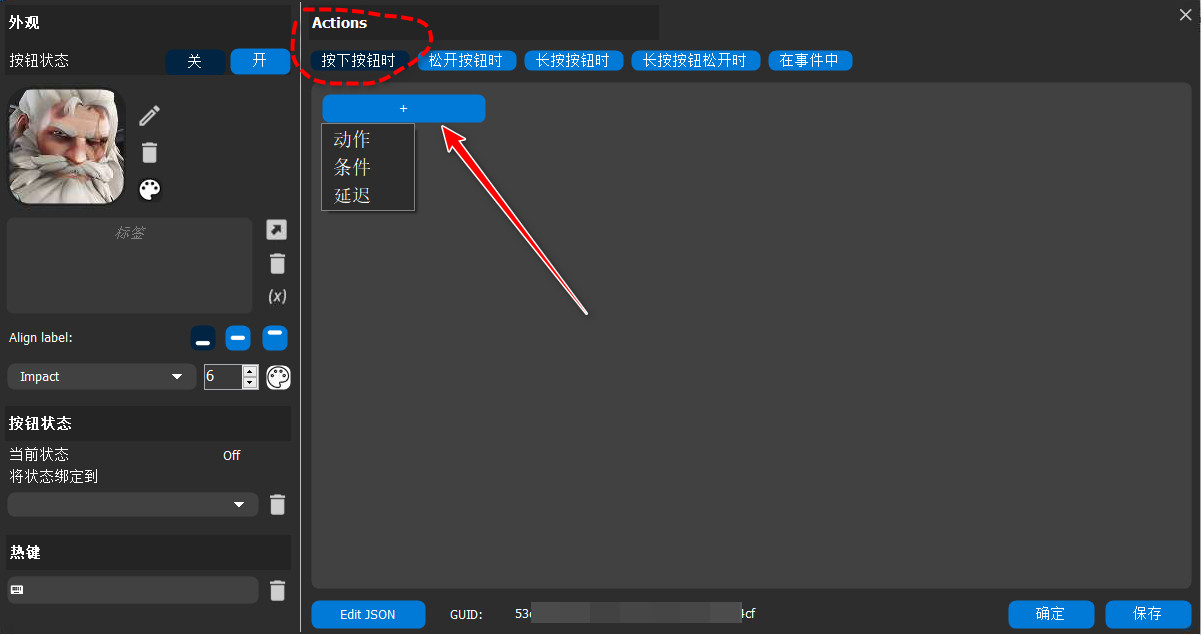 外观
按钮状态
关
开
标签
(x)
Align label:
Impact
6
按钮状态
当前状态
Off
将状态绑定到
热键
Actions
按下按钮时
松开按钮时
长按按钮时
长按按钮松开时
在事件中
+
动作
条件
延迟
Edit JSON
GUID:
确定
保存